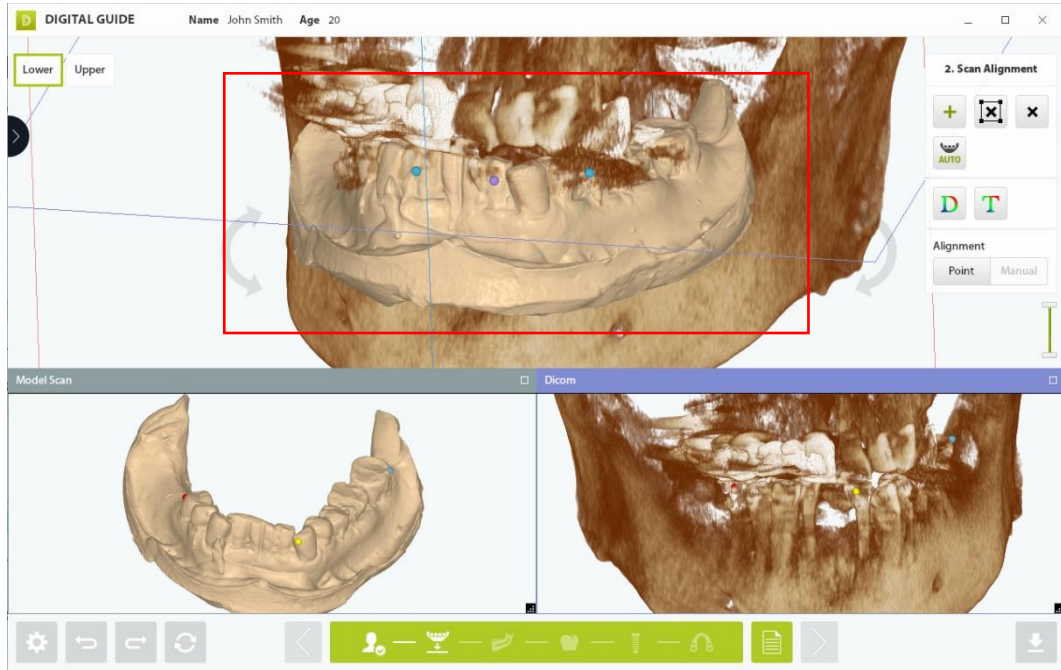 D DIGITAL GUIDE Name John Smith Age 20
Lower Upper
2. Scan Alignment
AUTO
D T
Alignment
Point Manual
Model Scan
Dicom